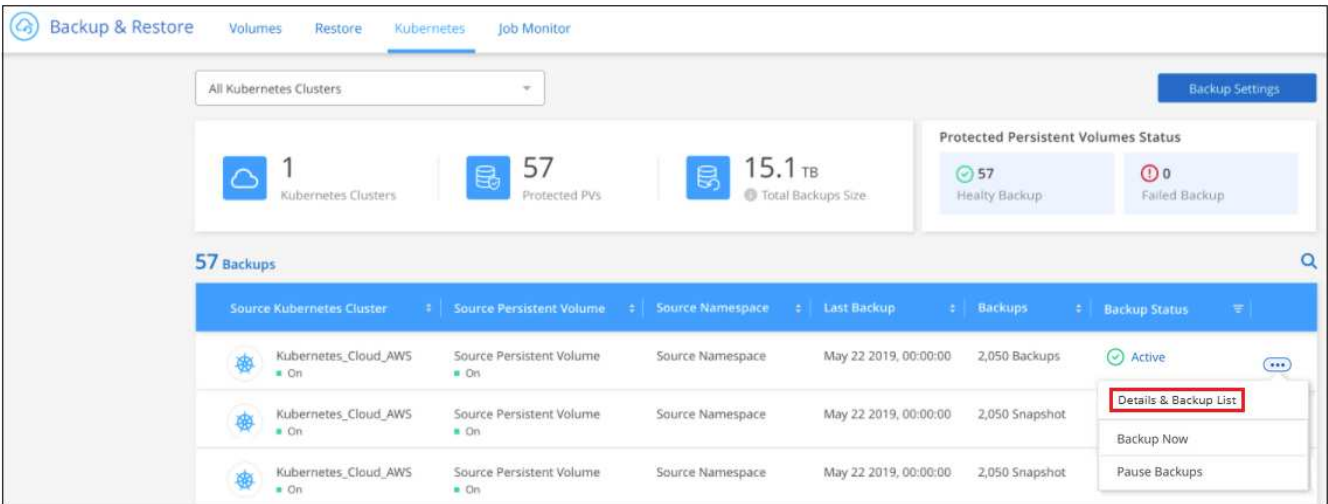 Backup & Restore Volumes Restore Kubernetes Job Monitor
All Kubernetes Clusters Backup Settings
Protected Persistent Volumes Status
1 57 15.1 TB 57 0
Kubernetes Clusters Protected PVs Total Backups Size Healty Backup Failed Backup
57 Backups
Source Kubernetes Cluster Source Persistent Volume Source Namespace Last Backup Backups Backup Status
Kubernetes_Cloud_AWS Source Persistent Volume Source Namespace May 22 2019, 00:00:00 2,050 Backups Active
On On
Details & Backup List
Kubernetes_Cloud_AWS Source Persistent Volume Source Namespace May 22 2019, 00:00:00 2,050 Snapshot
On On
Backup Now
Kubernetes_Cloud_AWS Source Persistent Volume Source Namespace May 22 2019, 00:00:00 2,050 Snapshot Pause Backups
On On